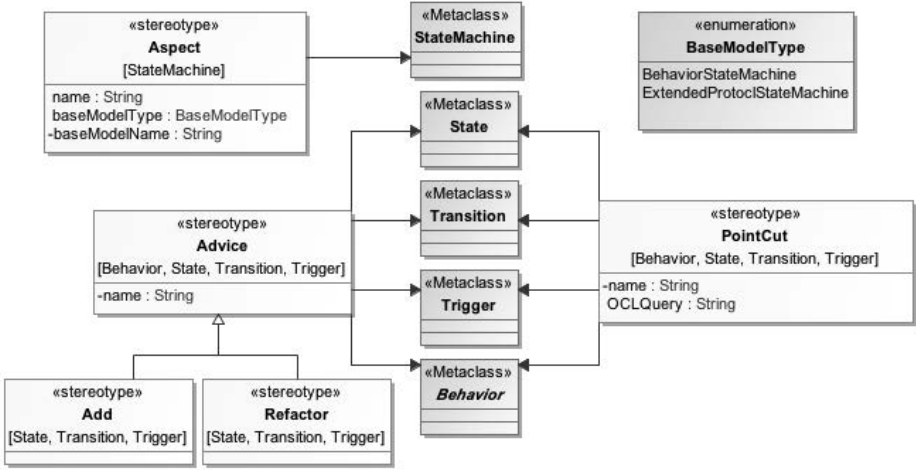 «stereotype»
Aspect
[StateMachine]
name : String
baseModelType : BaseModelType
-baseModelName : String
«Metaclass»
StateMachine
«enumeration»
BaseModelType
BehaviorStateMachine
ExtendedProtoclStateMachine
«Metaclass»
State
«Metaclass»
Transition
«stereotype»
Advice
[Behavior, State, Transition, Trigger]
-name : String
«stereotype»
PointCut
[Behavior, State, Transition, Trigger]
-name : String
OCLQuery : String
«Metaclass»
Trigger
«Metaclass»
Behavior
«stereotype»
Add
[State, Transition, Trigger]
«stereotype»
Refactor
[State, Transition, Trigger]